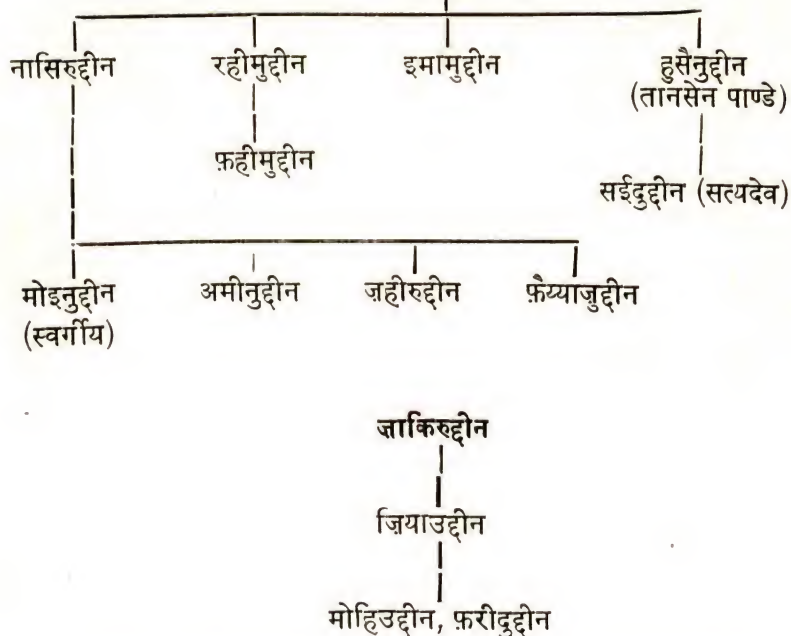 नासिरुद्दीन रहीमुद्दीन इमामुद्दीन हुसैनुद्दीन
(तानसेन पाण्डे)
फ़हीमुद्दीन
सईदुद्दीन (सत्यदेव)
मोइनुद्दीन अमीनुद्दीन ज़हीरुद्दीन फ़ैय्याज़ुद्दीन
(स्वर्गीय)
ज़ाकिरुद्दीन
ज़ियाउद्दीन
मोहिउद्दीन, फ़रीदुद्दीन